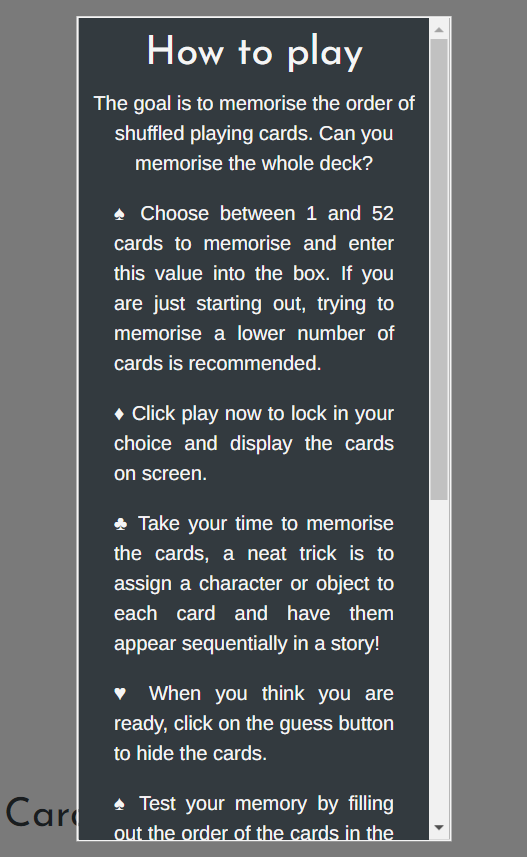 How to play
The goal is to memorise the order of
shuffled playing cards. Can you
memorise the whole deck?
♠ Choose between 1 and 52
cards to memorise and enter
this value into the box. If you
are just starting out, trying to
memorise a lower number of
cards is recommended.
♦ Click play now to lock in your
choice and display the cards
on screen.
♣ Take your time to memorise
the cards, a neat trick is to
assign a character or object to
each card and have them
appear sequentially in a story!
♥ When you think you are
ready, click on the guess button
to hide the cards.
♠ Test your memory by filling
out the order of the cards in the